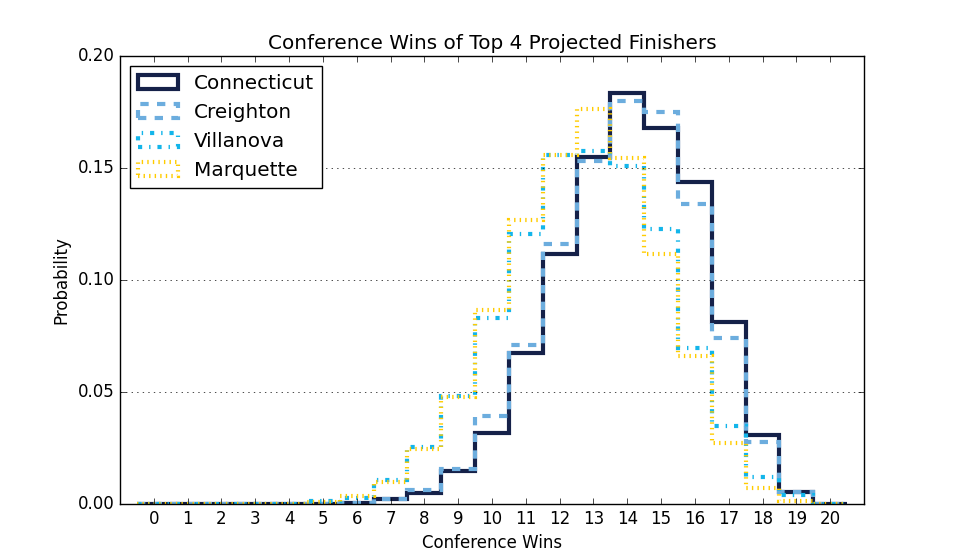 Conference Wins of Top 4 Projected Finishers
Connecticut
Creighton
Villanova
Marquette
0.20
0.15
0.10
0.05
0.00
Probability
0 1 2 3 4 5 6 7 8 9 10 11 12 13 14 15 16 17 18 19 20
Conference Wins